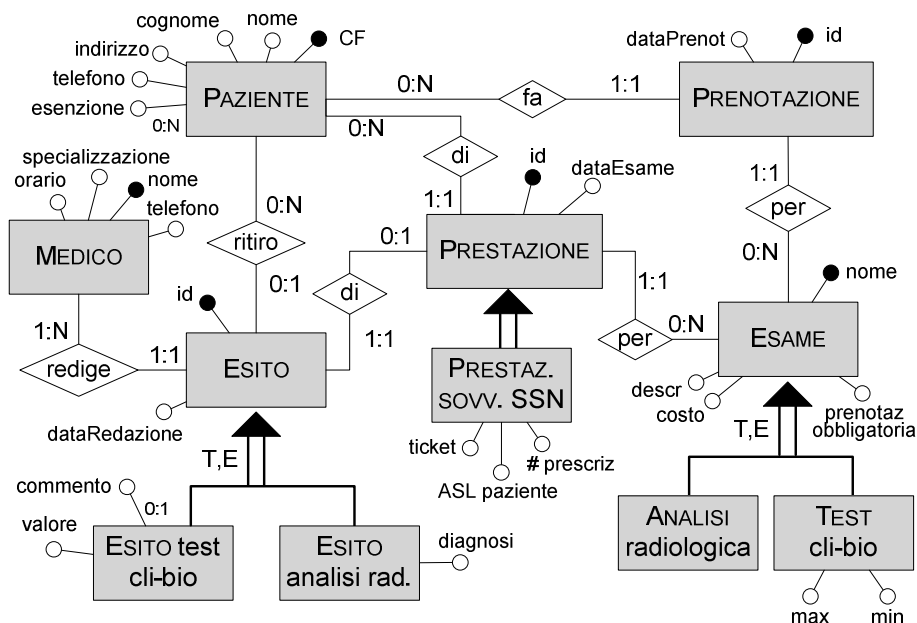 cognome
nome
CF
indirizzo
telefono
esenzione
0:N
PAZIENTE
0:N
fa
1:1
dataPrenot
id
PRENOTAZIONE
0:N
di
1:1
id
dataEsame
PRESTAZIONE
1:1
per
0:N
specializzazione
orario
nome
telefono
MEDICO
0:N
ritiro
0:1
0:1
di
1:1
1:1
per
0:N
nome
ESAME
descr
costo
prenotaz
obbligatoria
id
1:N
redige
1:1
ESITO
dataRedazione
PRESTAZ.
SOVV. SSN
ticket
ASL paziente
# prescriz
T,E
T,E
commento
0:1
valore
ESITO test
cli-bio
ESITO
analisi rad.
diagnosi
ANALISI
radiologica
TEST
cli-bio
max
min